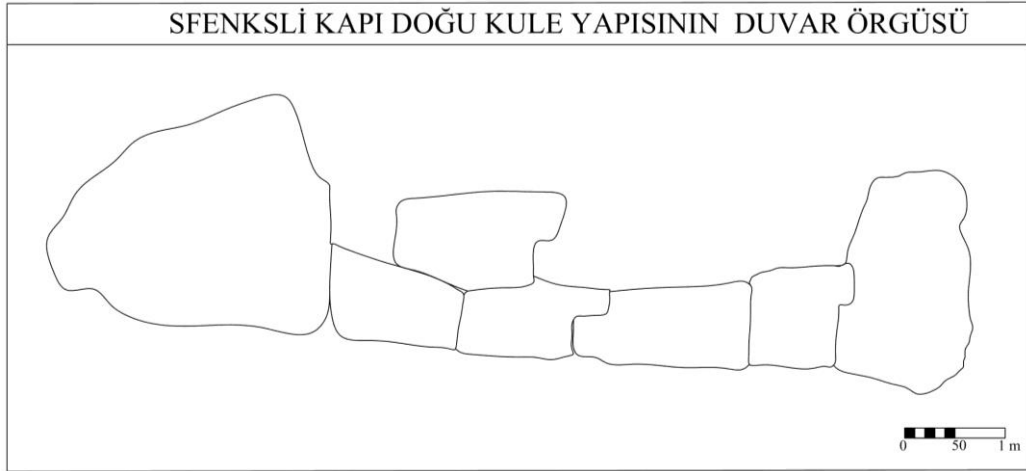 SFENKSLİ KAPI DOĞU KULE YAPISININ DUVAR ÖRGÜSÜ
0 50 1 m